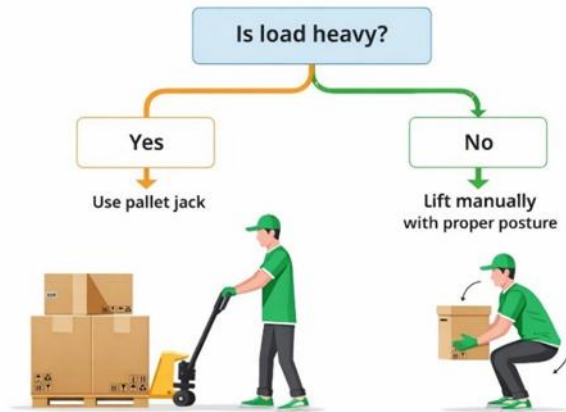 Is load heavy?
Yes
No
Use pallet jack
Lift manually
with proper posture